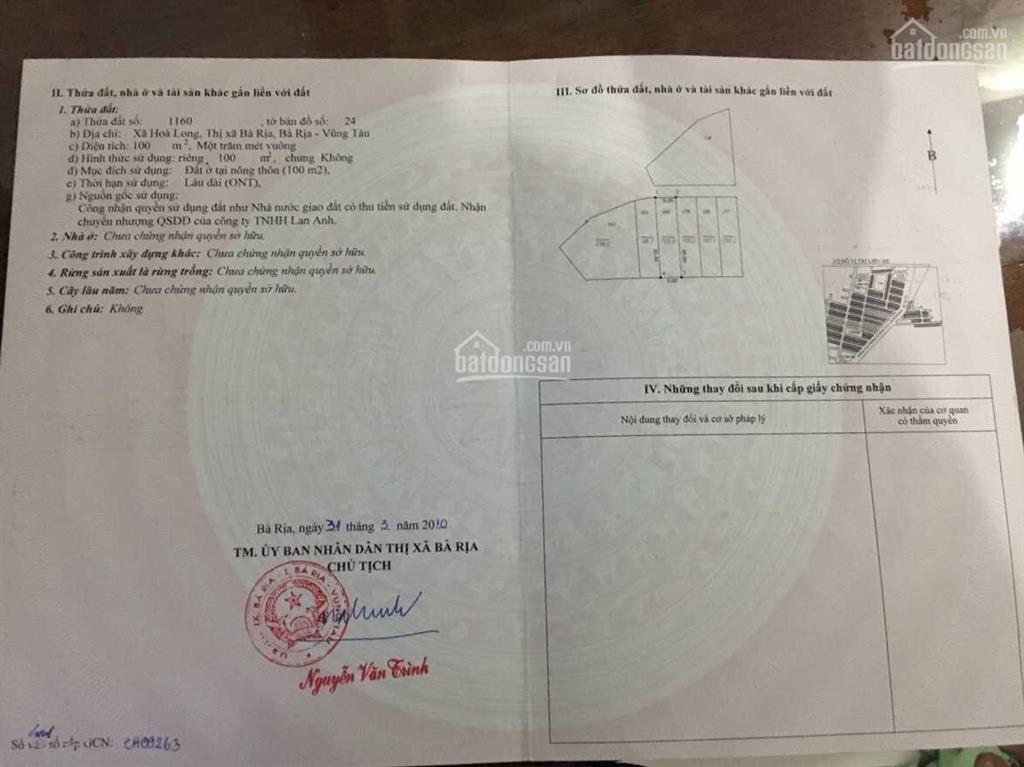 batdongsan.com.vn
II. Thửa đất, nhà ở và tài sản khác gắn liền với đất
1. Thửa đất:
a) Thửa đất số: 1160 , tờ bản đồ số: 24
b) Địa chỉ: Xã Hoà Long, Thị xã Bà Rịa, Bà Rịa - Vũng Tàu
c) Diện tích: 100 m², Một trăm mét vuông
d) Hình thức sử dụng: riêng 100 m², chung Không
đ) Mục đích sử dụng: Đất ở tại nông thôn (100 m2),
e) Thời hạn sử dụng: Lâu dài (ONT),
g) Nguồn gốc sử dụng:
Công nhận quyền sử dụng đất như Nhà nước giao đất có thu tiền sử dụng đất. Nhận
chuyển nhượng QSDĐ của công ty TNHH Lan Anh.
2. Nhà ở: Chưa chứng nhận quyền sở hữu.
3. Công trình xây dựng khác: Chưa chứng nhận quyền sở hữu.
4. Rừng sản xuất là rừng trồng: Chưa chứng nhận quyền sở hữu.
5. Cây lâu năm: Chưa chứng nhận quyền sở hữu.
6. Ghi chú: Không
Bà Rịa, ngày 31 tháng 3 năm 2010
TM. ỦY BAN NHÂN DÂN THỊ XÃ BÀ RỊA
CHỦ TỊCH
Nguyễn Văn Trình
Số vào sổ cấp GCN: CH00263
III. Sơ đồ thửa đất, nhà ở và tài sản khác gắn liền với đất
B
batdongsan.com.vn
IV. Những thay đổi sau khi cấp giấy chứng nhận
Nội dung thay đổi và cơ sở pháp lý
Xác nhận của cơ quan
có thẩm quyền